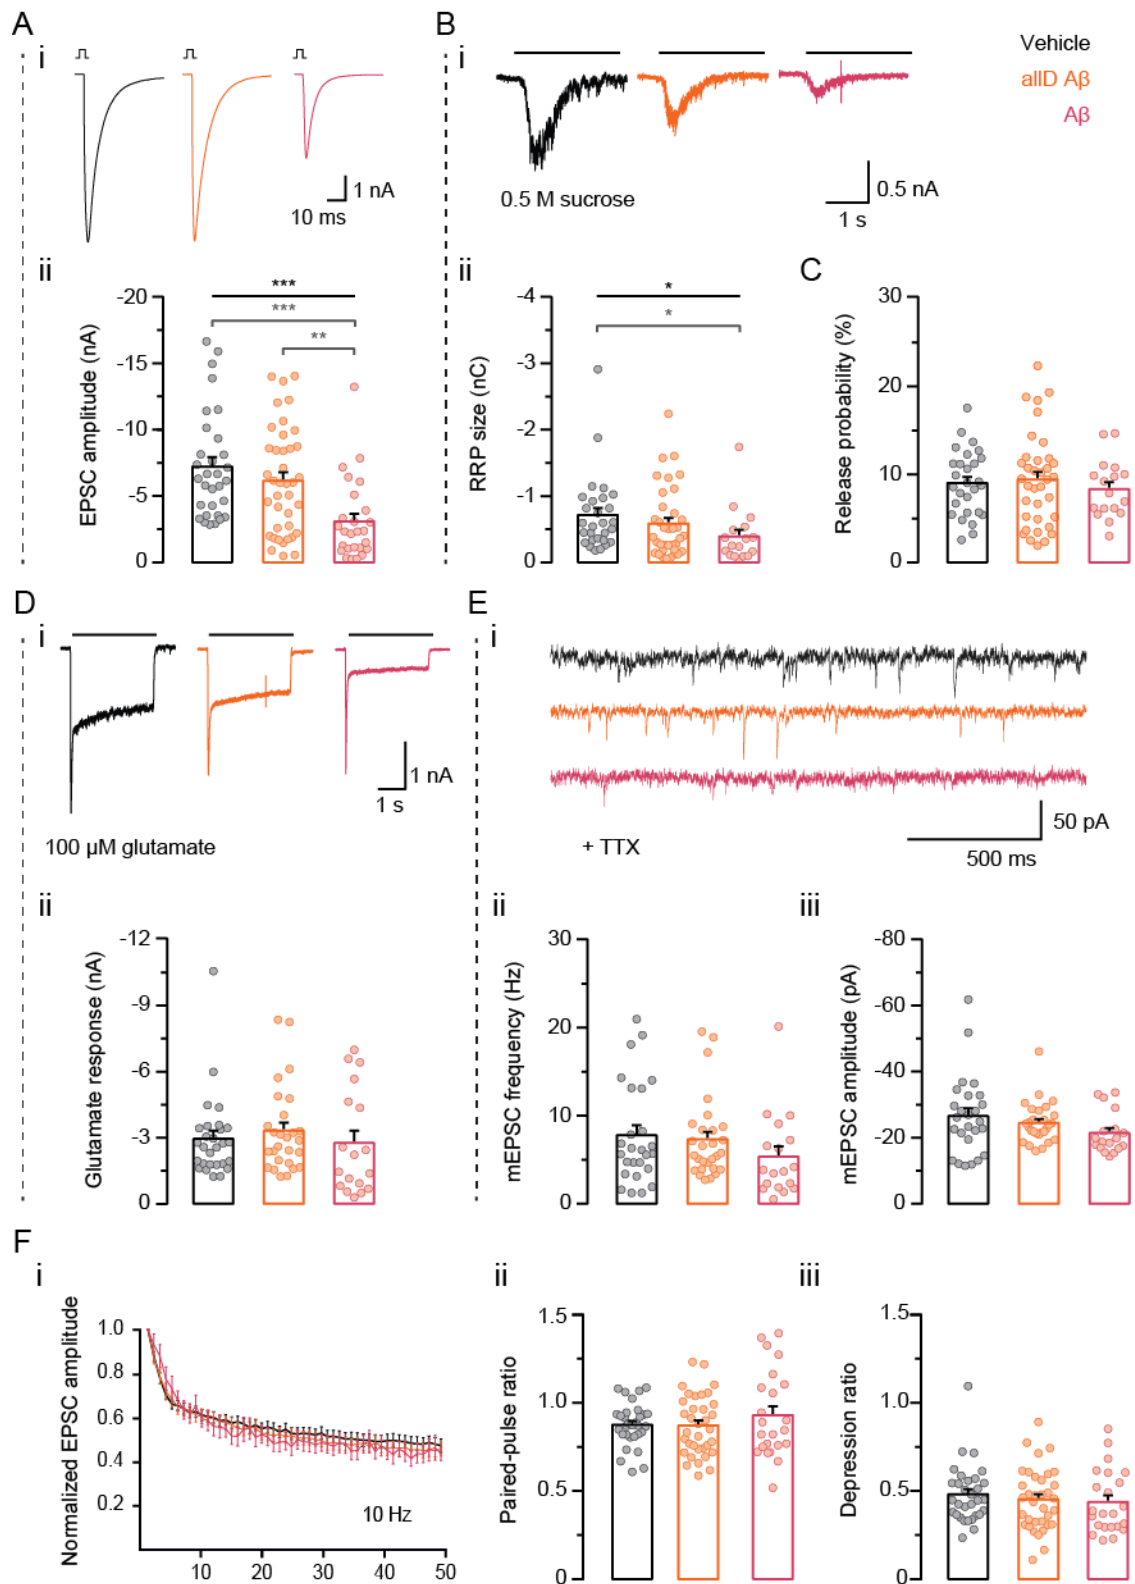 A
B
i
i
Vehicle
allD Aβ
Aβ
1 nA
10 ms
0.5 M sucrose
0.5 nA
1 s
ii
ii
C
EPSC amplitude (nA)
-20
-15
-10
-5
0
***
***
**
RRP size (nC)
-4
-3
-2
-1
0
*
*
Release probability (%)
30
20
10
0
D
E
i
i
1 nA
1 s
100 µM glutamate
+ TTX
50 pA
500 ms
ii
ii
iii
Glutamate response (nA)
-12
-9
-6
-3
0
mEPSC frequency (Hz)
30
20
10
0
mEPSC amplitude (pA)
-80
-60
-40
-20
0
F
i
ii
iii
Normalized EPSC amplitude
1.0
0.8
0.6
0.4
0.2
10 Hz
10
20
30
40
50
Paired-pulse ratio
1.5
1.0
0.5
0
Depression ratio
1.5
1.0
0.5
0